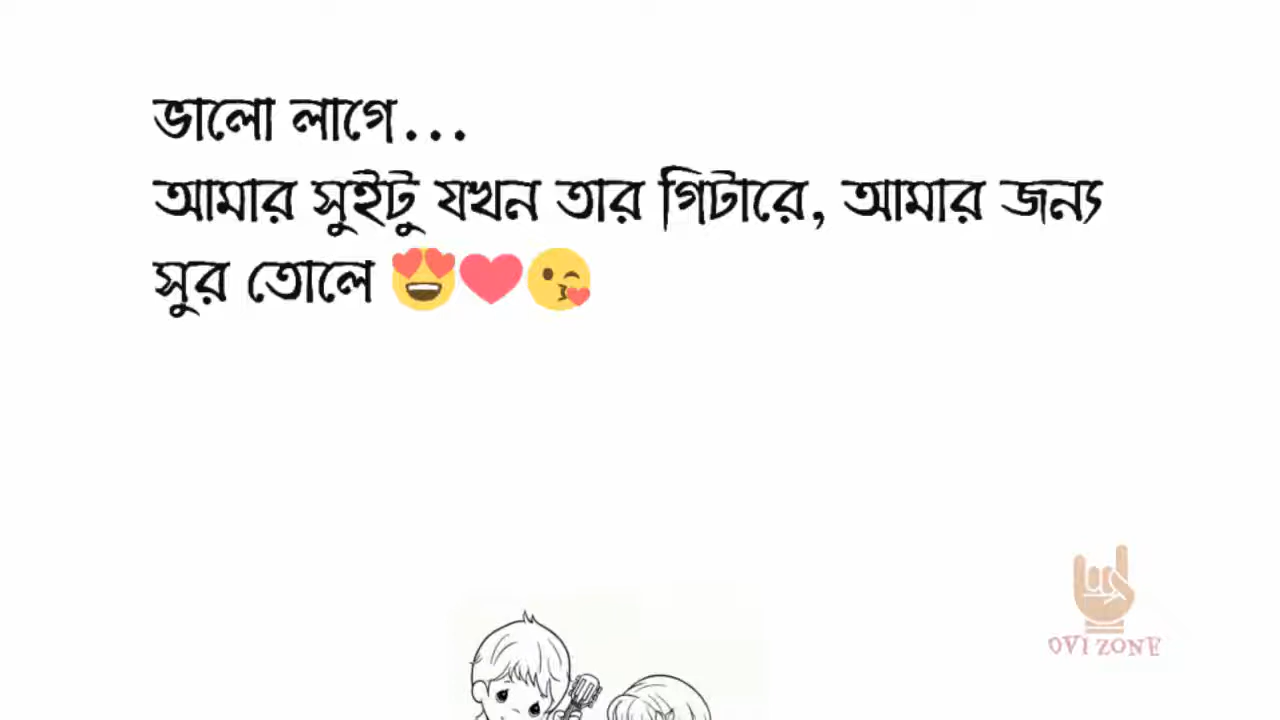 ভালো লাগে...
আমার সুইটু যখন তার গিটারে, আমার জন্য
সুর তোলে 😍❤️😘
OVI ZONE